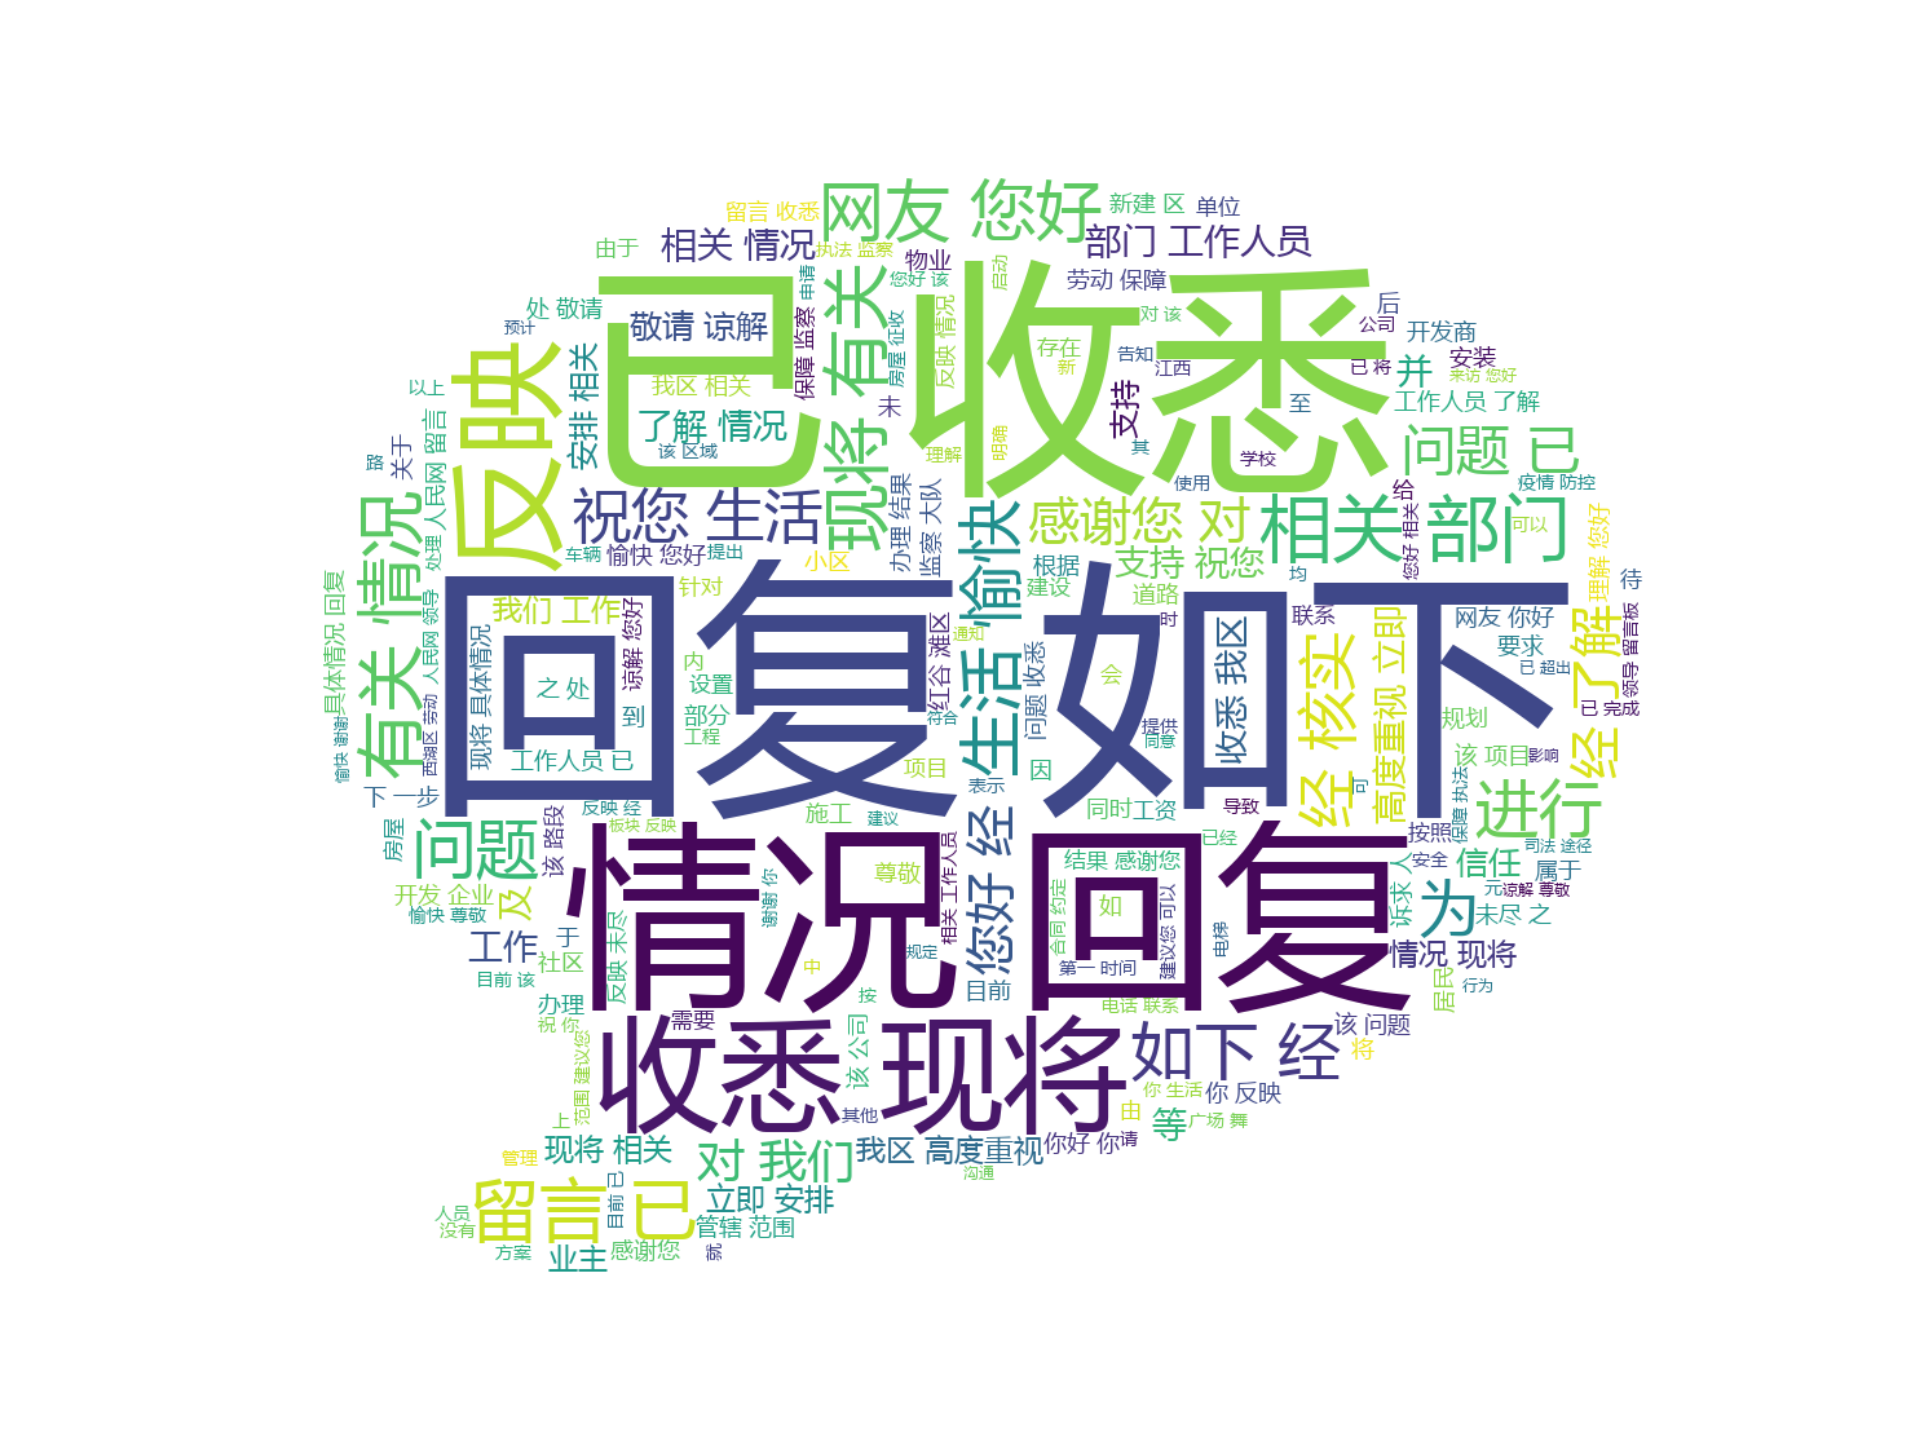 网友 您好
新建 区
单位
留言 收悉
由于
相关 情况
执法 监察
部门 工作人员
物业
您好 该
申请
启动
劳动 保障
对 该
后
处 敬请
预计
敬请 谅解
已 收悉
现将 有关
保障 监察
房屋 征收
反映 情况
存在
新
告知
江西
公司
开发商
已 将
安装
来访 您好
以上
反映
安排 相关
我区 相关
了解 情况
该 区域
未
理解
明确
支持
其
至
学校
并
工作人员 了解
问题 已
疫情 防控
路
关于
处理 人民网 留言
祝您 生活
办理 结果
监察 大队
生活 愉快
感谢您 对
使用
相关 部门
给
可以
您好 相关
理解 您好
待
有关 情况
车辆
愉快 您好
提出
小区
根据
支持 祝您
建设
道路
均
具体情况 回复
人民网 领导
回复 如下
我们 工作
谅解 您好
针对
现将 具体情况
之 处
到
内
设置
部分
工程
红谷 滩区
通知
符合
问题 收悉
会
时
提供
同意
收悉 我区
联系
经 核实
高度重视 立即
网友 你好
要求
已 超出
经 了解
领导 留言板
已 完成
规划
该 项目
影响
愉快 谢谢
西湖区 劳动
工作人员 已
项目
因
表示
下 一步
反映 经
板块 反映
施工
建议
您好 经
同时
工资
导致
可
保障 执法
进行
房屋
问题
该 路段
情况 回复
已经
按照
安全
司法 途径
信任
属于
诉求 人
开发 企业
及
愉快 尊敬
谢谢 你
尊敬
相关 工作人员
结果 感谢您
合同 约定
如
建议您 可以
电梯
为
元
谅解 尊敬
未尽 之
工作
于
社区
反映 未尽
规定
中
第一 时间
情况 现将
目前 该
办理
祝 你
按
目前
电话 联系
居民
行为
需要
收悉 现将
该 公司
如下 经
该 问题
将
范围 建议您
上
其他
你 生活
你 反映
由
等
广场 舞
管理
现将 相关
对 我们
我区 高度重视
你好 你
请
沟通
留言 已
目前 已
立即 安排
人员
没有
管辖 范围
方案
业主
感谢您
就